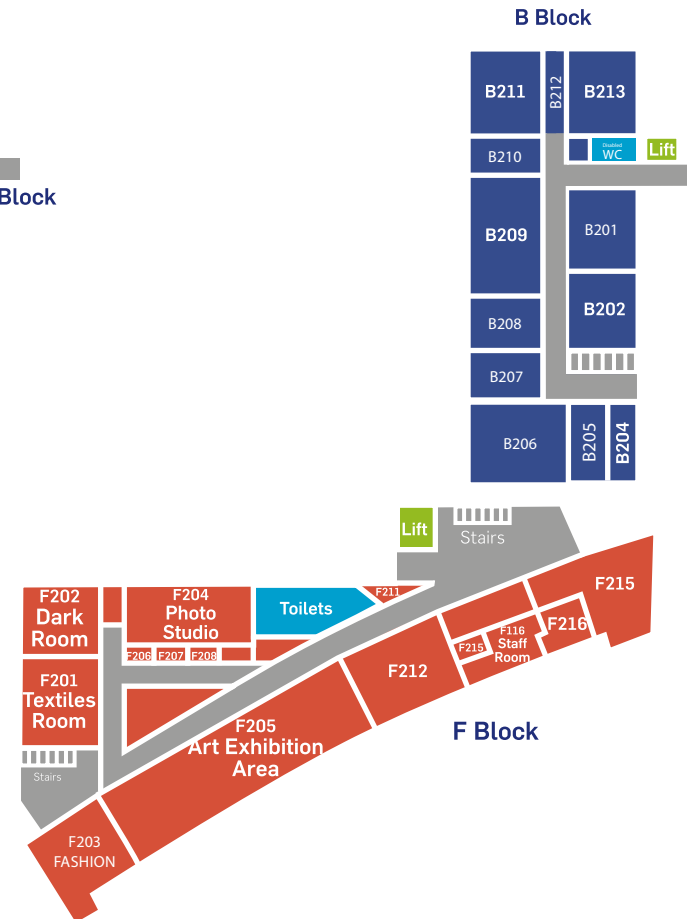 B Block
B211
B212
B213
Disabled
WC
Lift
B210
Block
B209
B201
B202
B208
B207
B206
B205
B204
Lift
Stairs
F202
Dark
Room
F204
Photo
Studio
Toilets
F211
F215
F206
F207
F208
F216
F116
Staff
Room
F215
F201
Textiles
Room
F212
F205
Art Exhibition
Area
F Block
Stairs
F203
FASHION